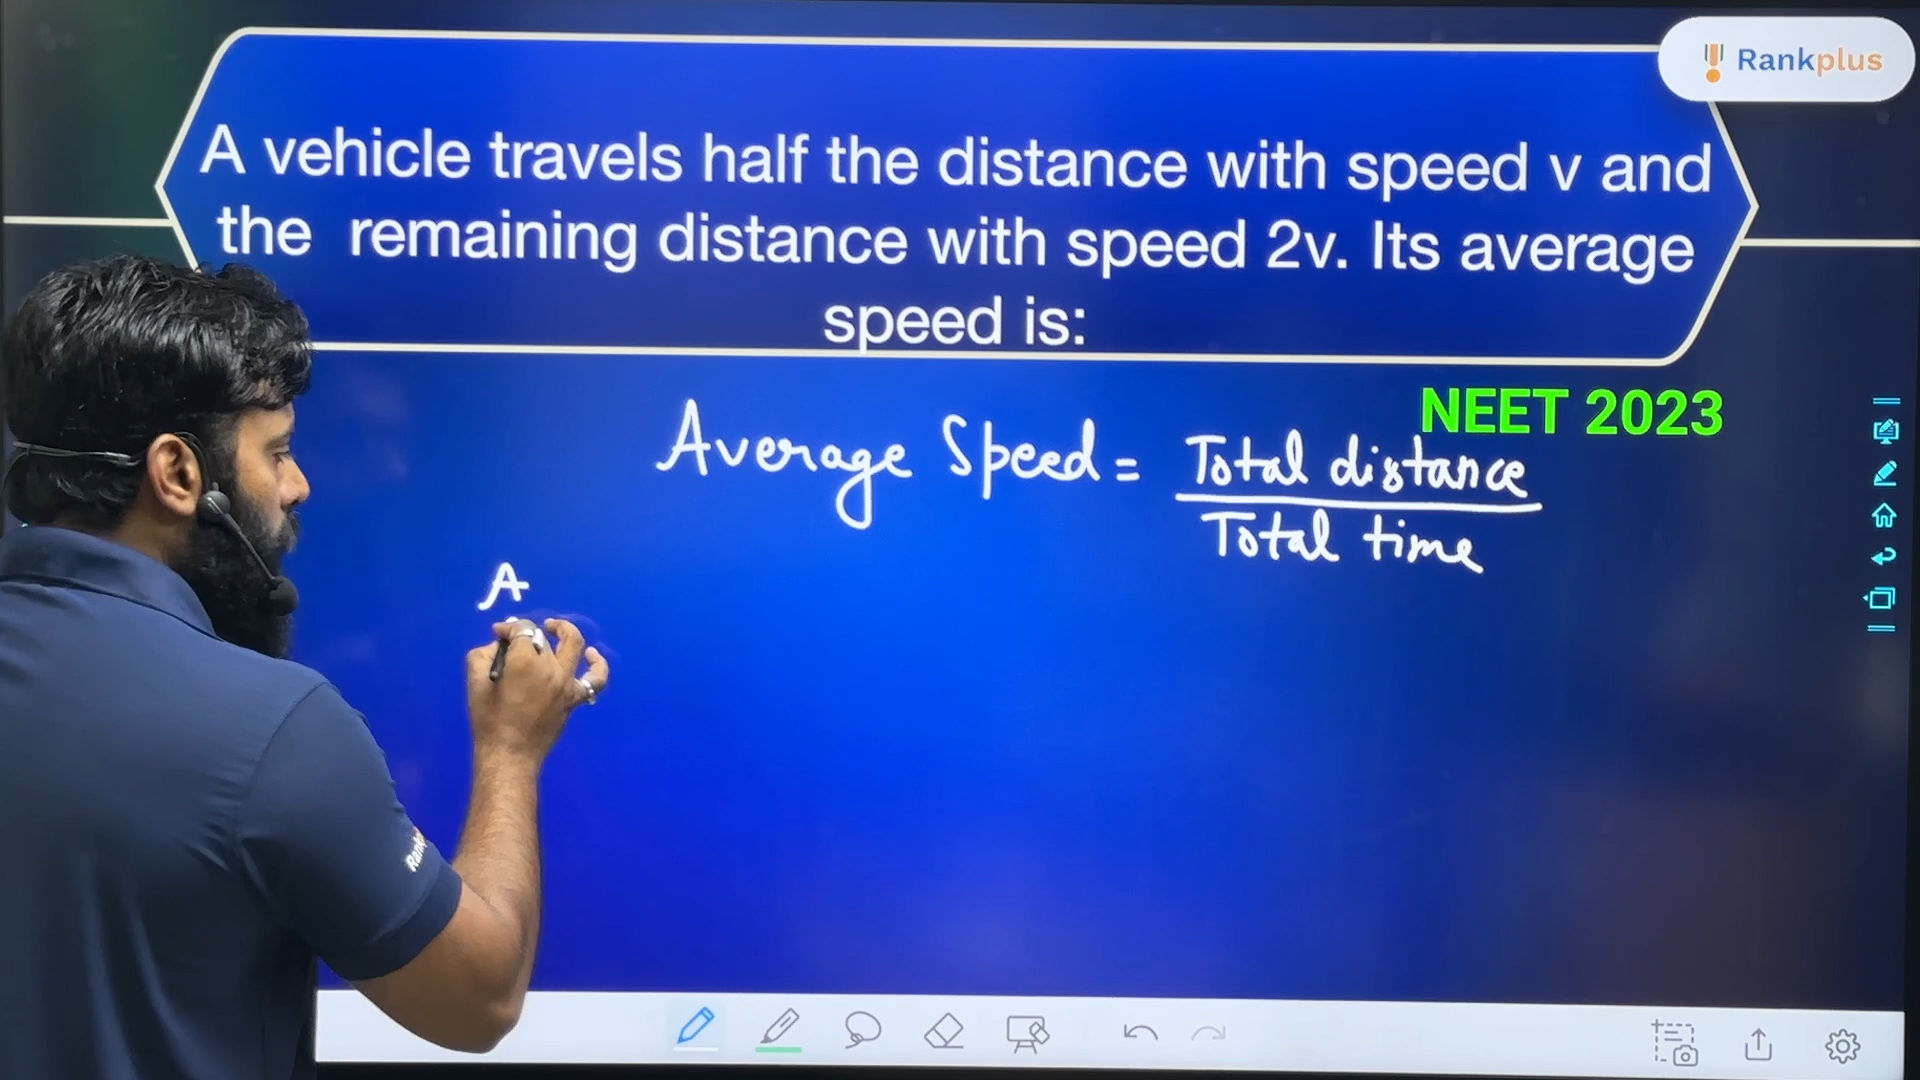 Rankplus
A vehicle travels half the distance with speed v and
the remaining distance with speed 2v. Its average
speed is:
NEET 2023
Average Speed = Total distance
Total time
A